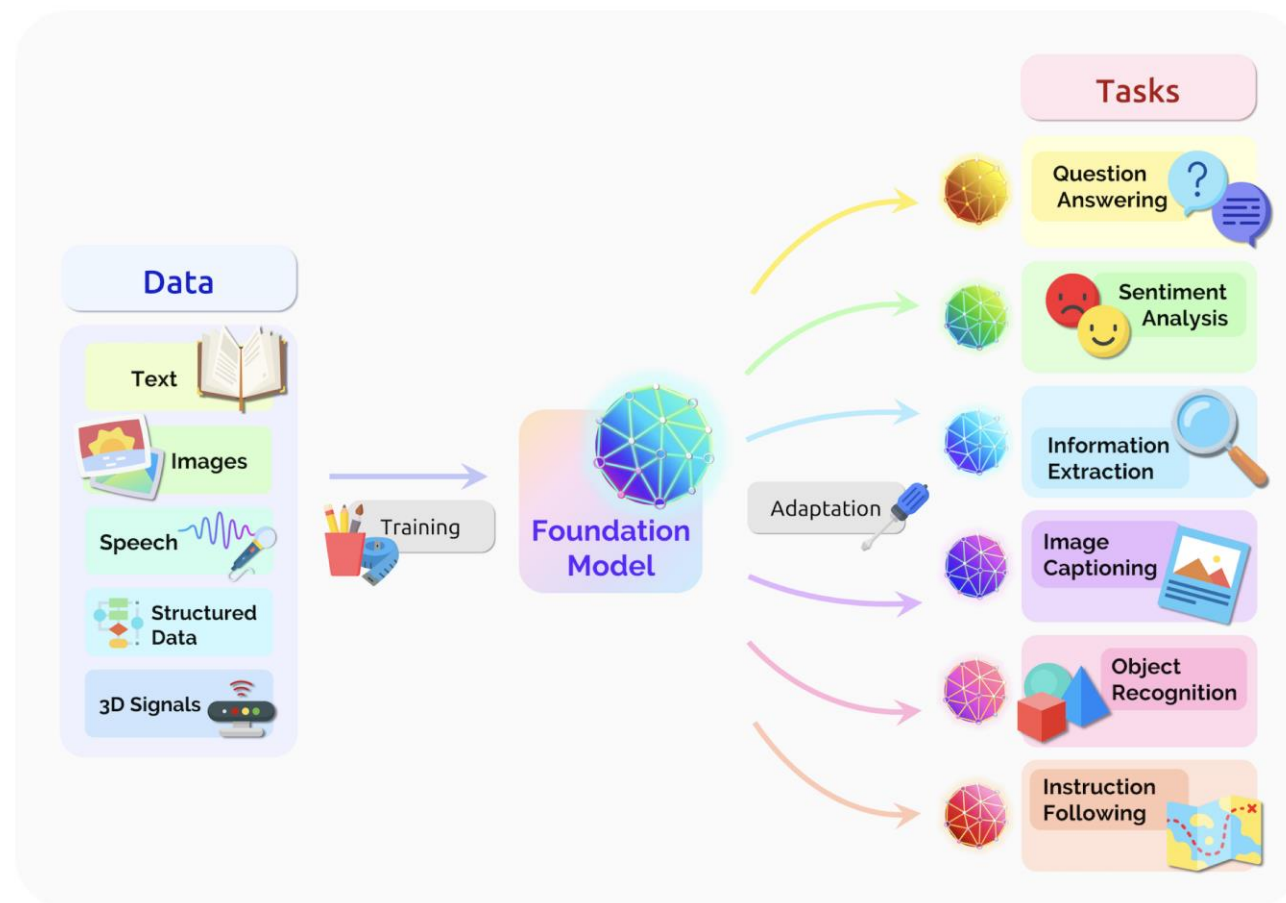 Data
Text
Images
Speech
Structured
Data
3D Signals
Training
Foundation
Model
Adaptation
Tasks
Question
Answering
Sentiment
Analysis
Information
Extraction
Image
Captioning
Object
Recognition
Instruction
Following